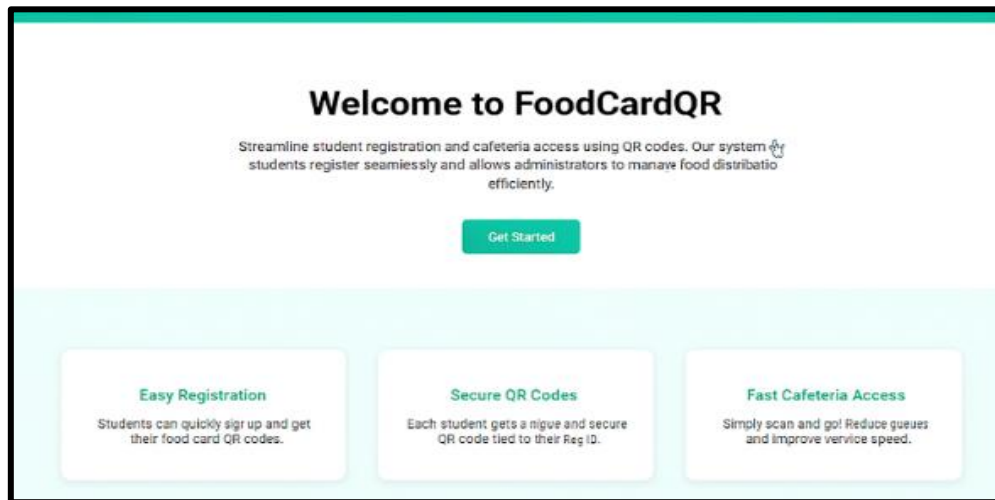 Welcome to FoodCardQR
Streamline student registration and cafeteria access using QR codes. Our system
students register seamiessly and allows administrators to manave food distribatio
efficiently.
Get Started
Easy Registration
Students can quickly sigr up and get
their food card QR codes.
Secure QR Codes
Each student gets a nigue and secure
QR code tied to their Reg ID.
Fast Cafeteria Access
Simply scan and go! Reduce gueues
and improve vervice speed.